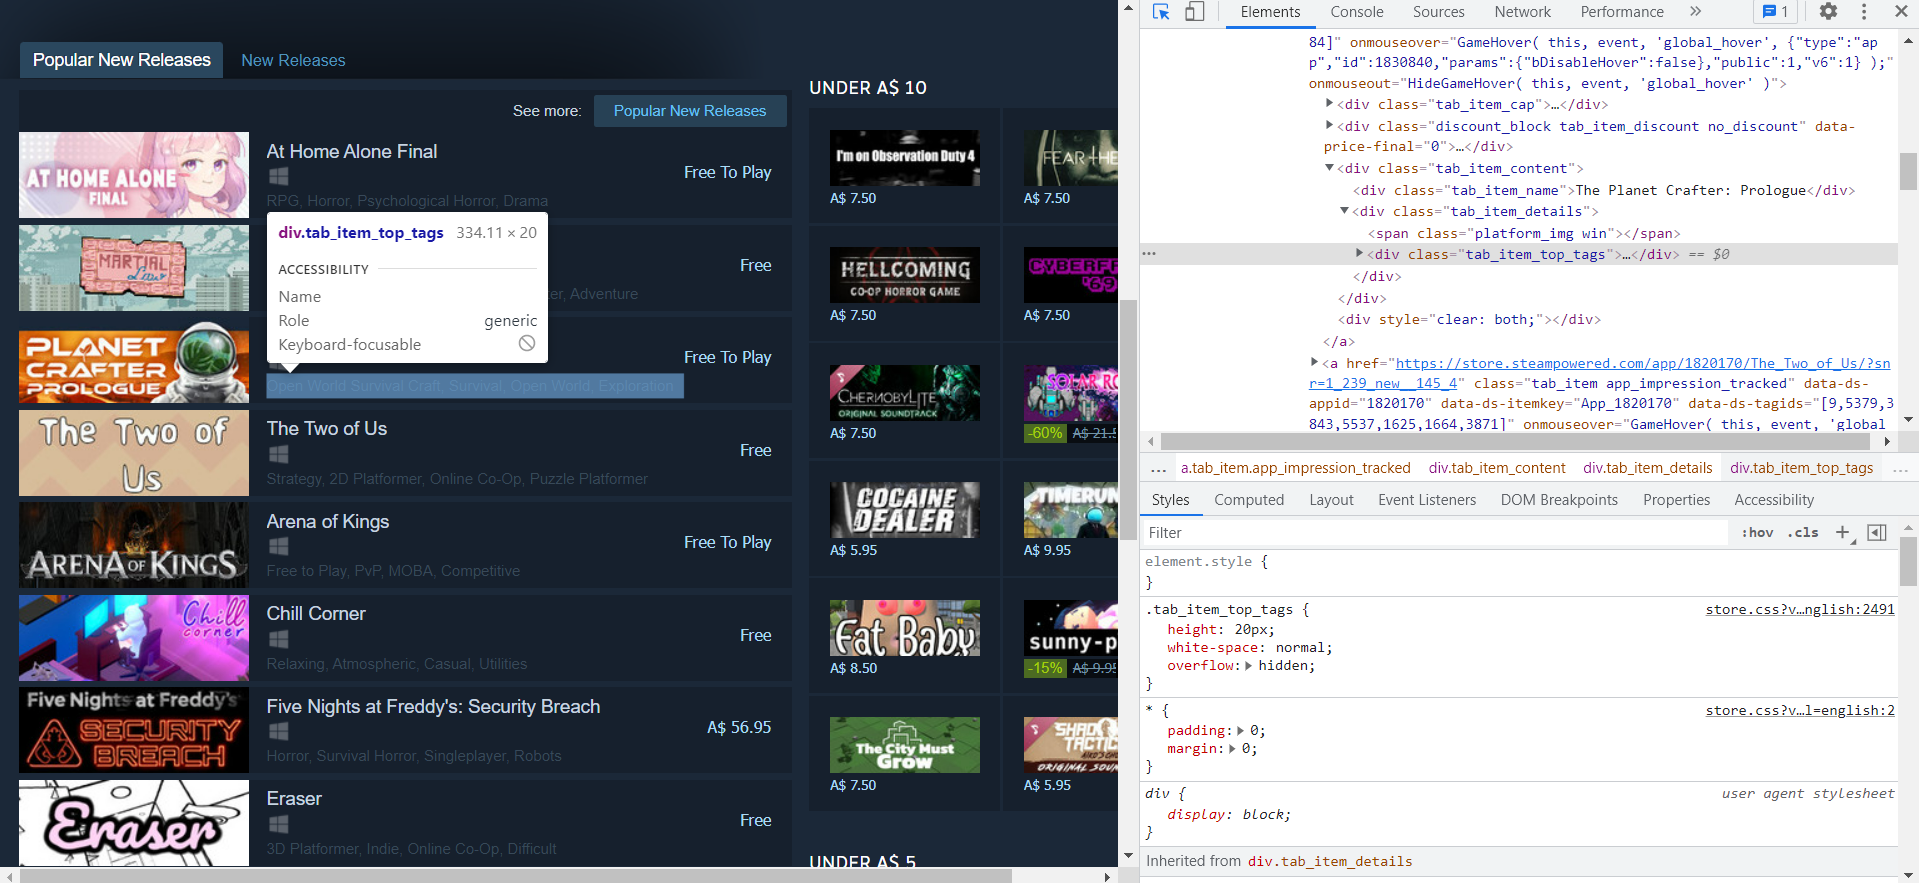 Popular New Releases
New Releases
See more:
Popular New Releases
AT HOME ALONE
FINAL
At Home Alone Final
Free To Play
RPG, Horror, Psychological Horror, Drama
MARTIAL
Law
Free
er, Adventure
div.tab_item_top_tags 334.11 × 20
ACCESSIBILITY
Name
Role generic
Keyboard-focusable
PLANET
CRAFTER
PROLOGUE
Free To Play
Open World Survival Craft, Survival, Open World, Exploration
The Two of
Us
The Two of Us
Free
Strategy, 2D Platformer, Online Co-Op, Puzzle Platformer
ARENA OF KINGS
Arena of Kings
Free To Play
Free to Play, PvP, MOBA, Competitive
Chill
corner
Chill Corner
Free
Relaxing, Atmospheric, Casual, Utilities
Five Nights at Freddy's
SECURITY
BREACH
Five Nights at Freddy's: Security Breach
A$ 56.95
Horror, Survival Horror, Singleplayer, Robots
Eraser
Eraser
Free
3D Platformer, Indie, Online Co-Op, Difficult
UNDER A$ 10
I'm on Observation Duty 4
A$ 7.50
FEAR THE
A$ 7.50
HELLCOMING
CO-OP HORROR GAME
A$ 7.50
CYBERF
'69
A$ 7.50
CHERNOBYLITE
ORIGINAL SOUNDTRACK
A$ 7.50
SOLAR RO
-60% A$ 21.5
COCAINE
DEALER
A$ 5.95
TIMERUN
A$ 9.95
Fat Baby
A$ 8.50
sunny-p
-15% A$ 9.95
The City Must
Grow
A$ 7.50
SHAD
TACTIC
ORIGINAL SOUN
A$ 5.95
UNDER A$ 5
Elements Console Sources Network Performance » 1
84]" onmouseover="GameHover( this, event, 'global_hover', {"type":"ap
p","id":1830840,"params":{"bDisableHover":false},"public":1,"v6":1} );"
onmouseout="HideGameHover( this, event, 'global_hover' )">
<div class="tab_item_cap">…</div>
<div class="discount_block tab_item_discount no_discount" data-
price-final="0">…</div>
<div class="tab_item_content">
<div class="tab_item_name">The Planet Crafter: Prologue</div>
<div class="tab_item_details">
<span class="platform_img win"></span>
<div class="tab_item_top_tags">…</div> == $0
</div>
</div>
<div style="clear: both;"></div>
</a>
<a href="https://store.steampowered.com/app/1820170/The_Two_of_Us/?sn
r=1_239_new__145_4" class="tab_item app_impression_tracked" data-ds-
appid="1820170" data-ds-itemkey="App_1820170" data-ds-tagids="[9,5379,3
843,5537,1625,1664,3871]" onmouseover="GameHover( this, event, 'global
… a.tab_item.app_impression_tracked div.tab_item_content div.tab_item_details div.tab_item_top_tags …
Styles Computed Layout Event Listeners DOM Breakpoints Properties Accessibility
Filter :hov .cls +
element.style {
}
.tab_item_top_tags { store.css?v…nglish:2491
height: 20px;
white-space: normal;
overflow: hidden;
}
* { store.css?v…l=english:2
padding: 0;
margin: 0;
}
div { user agent stylesheet
display: block;
}
Inherited from div.tab_item_details